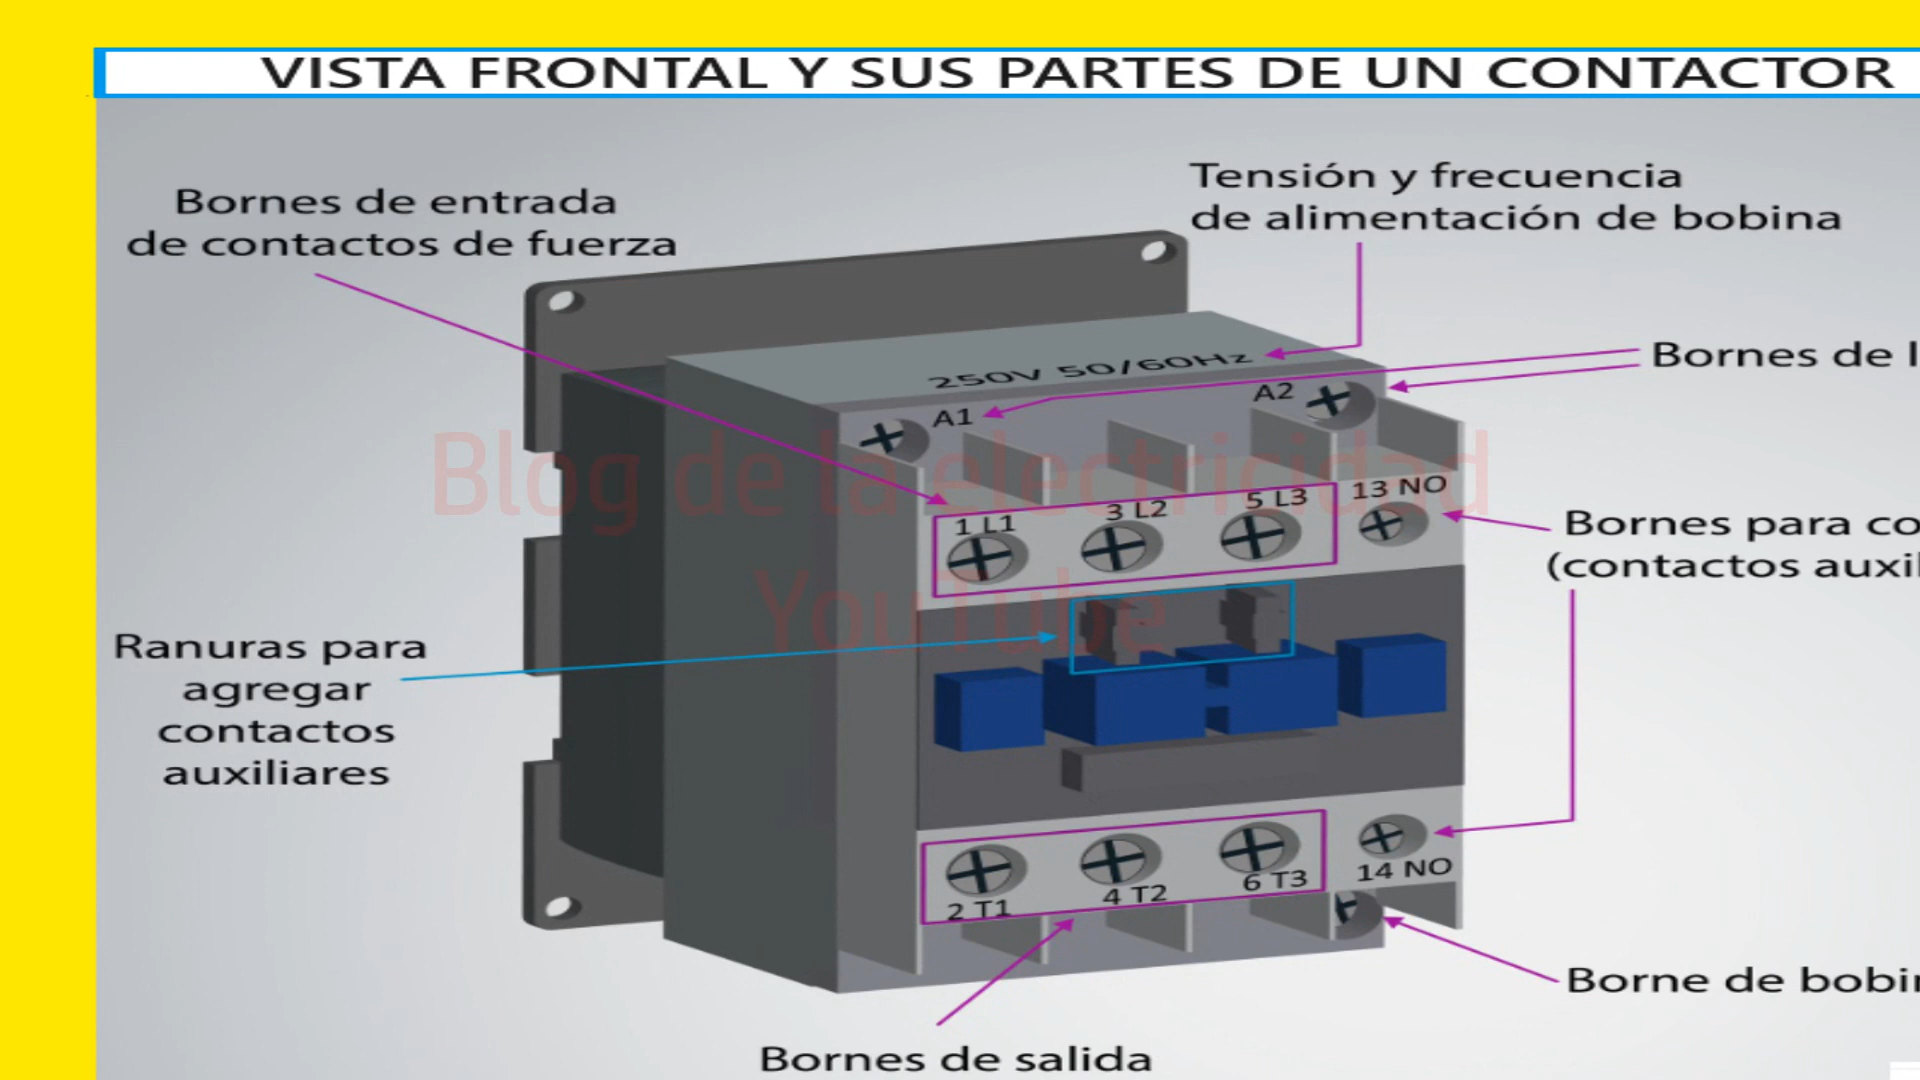 VISTA FRONTAL Y SUS PARTES DE UN CONTACTOR
Bornes de entrada
de contactos de fuerza
Tensión y frecuencia
de alimentación de bobina
250V 50/60Hz
Bornes de l
A1
A2
Blog de la electricidad
YouTube
1 L1
3 L2
5 L3
13 NO
Bornes para co
(contactos auxil
Ranuras para
agregar
contactos
auxiliares
2 T1
4 T2
6 T3
14 NO
Borne de bobin
Bornes de salida